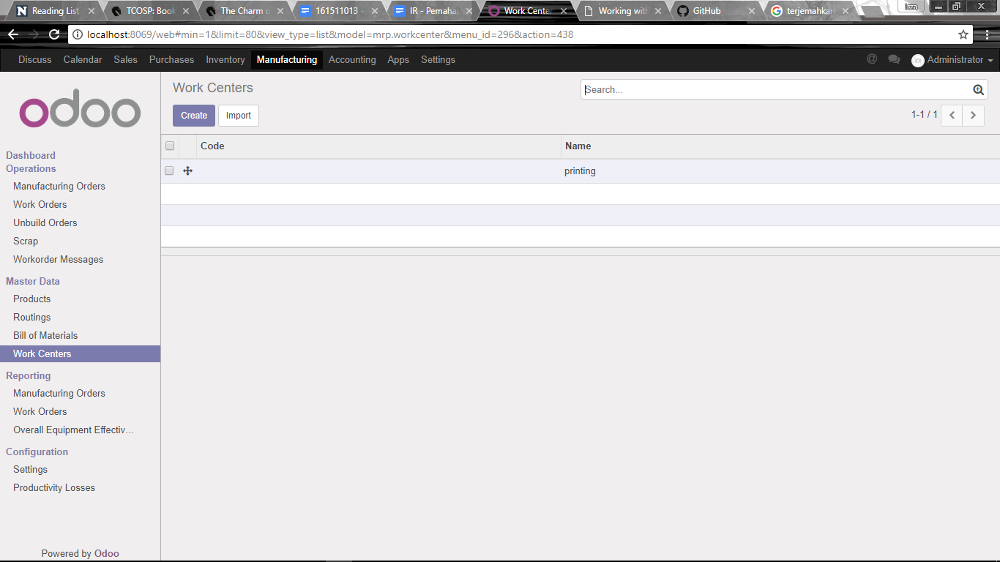 Reading List
TCOSP: Book
The Charm o
161511013 -
IR - Pemaha
Work Cente
Working with
GitHub
terjemahkan
liza
localhost:8069/web#min=1&limit=80&view_type=list&model=mrp.workcenter&menu_id=296&action=438
Discuss Calendar Sales Purchases Inventory Manufacturing Accounting Apps Settings @ Administrator
odoo
Work Centers
Search...
Create Import
1-1 / 1
Code Name
printing
Dashboard
Operations
Manufacturing Orders
Work Orders
Unbuild Orders
Scrap
Workorder Messages
Master Data
Products
Routings
Bill of Materials
Work Centers
Reporting
Manufacturing Orders
Work Orders
Overall Equipment Effectiv…
Configuration
Settings
Productivity Losses
Powered by Odoo